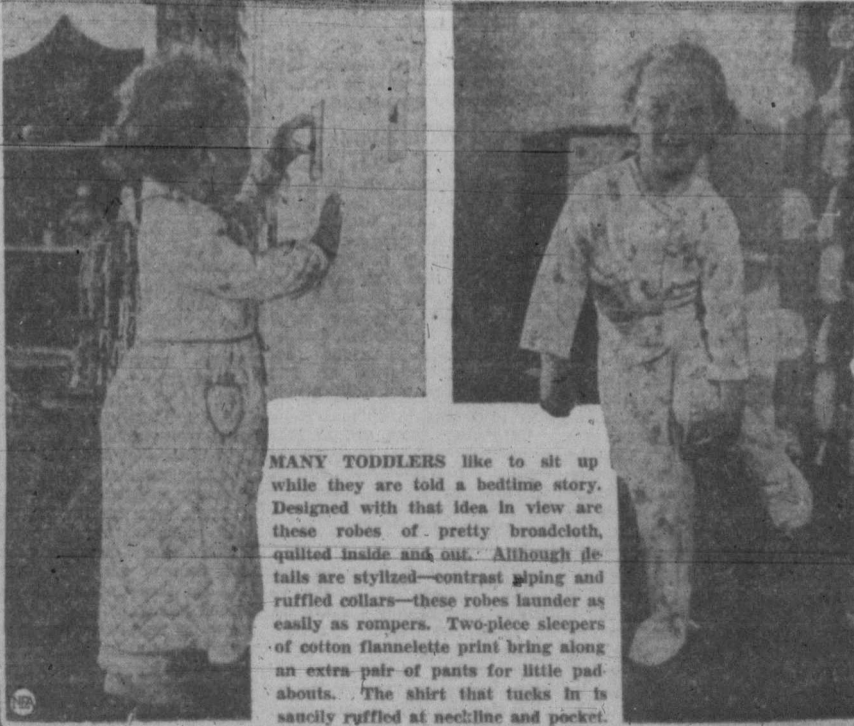 MANY TODDLERS like to sit up
while they are told a bedtime story.
Designed with that idea in view are
these robes of pretty broadcloth,
quilted inside and out. Although de-
tails are stylized—contrast piping and
ruffled collars—these robes launder as
easily as rompers. Two-piece sleepers
of cotton flannelette print bring along
an extra pair of pants for little pad-
abouts. The shirt that tucks in is
saucily ruffled at neckline and pocket.
NEA